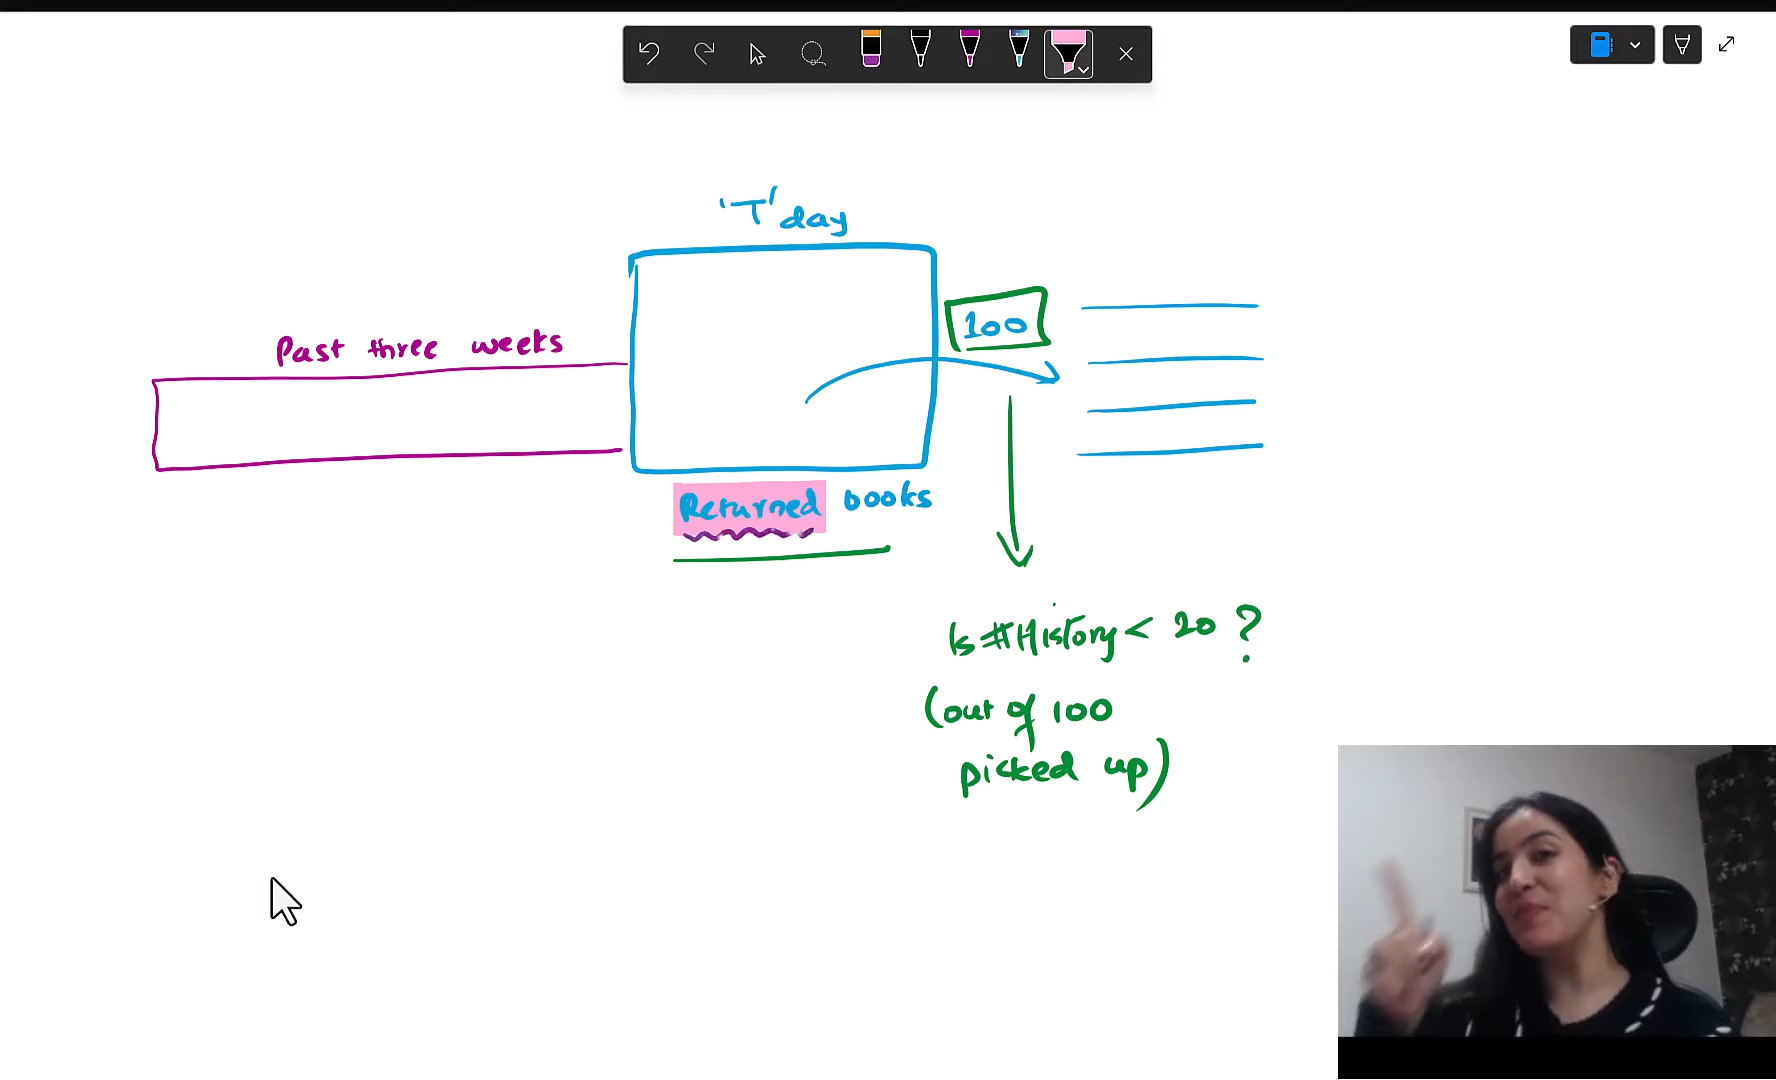 'T' day
100
Past three weeks
Returned books
Is #History < 20 ?
(out of 100
picked up)